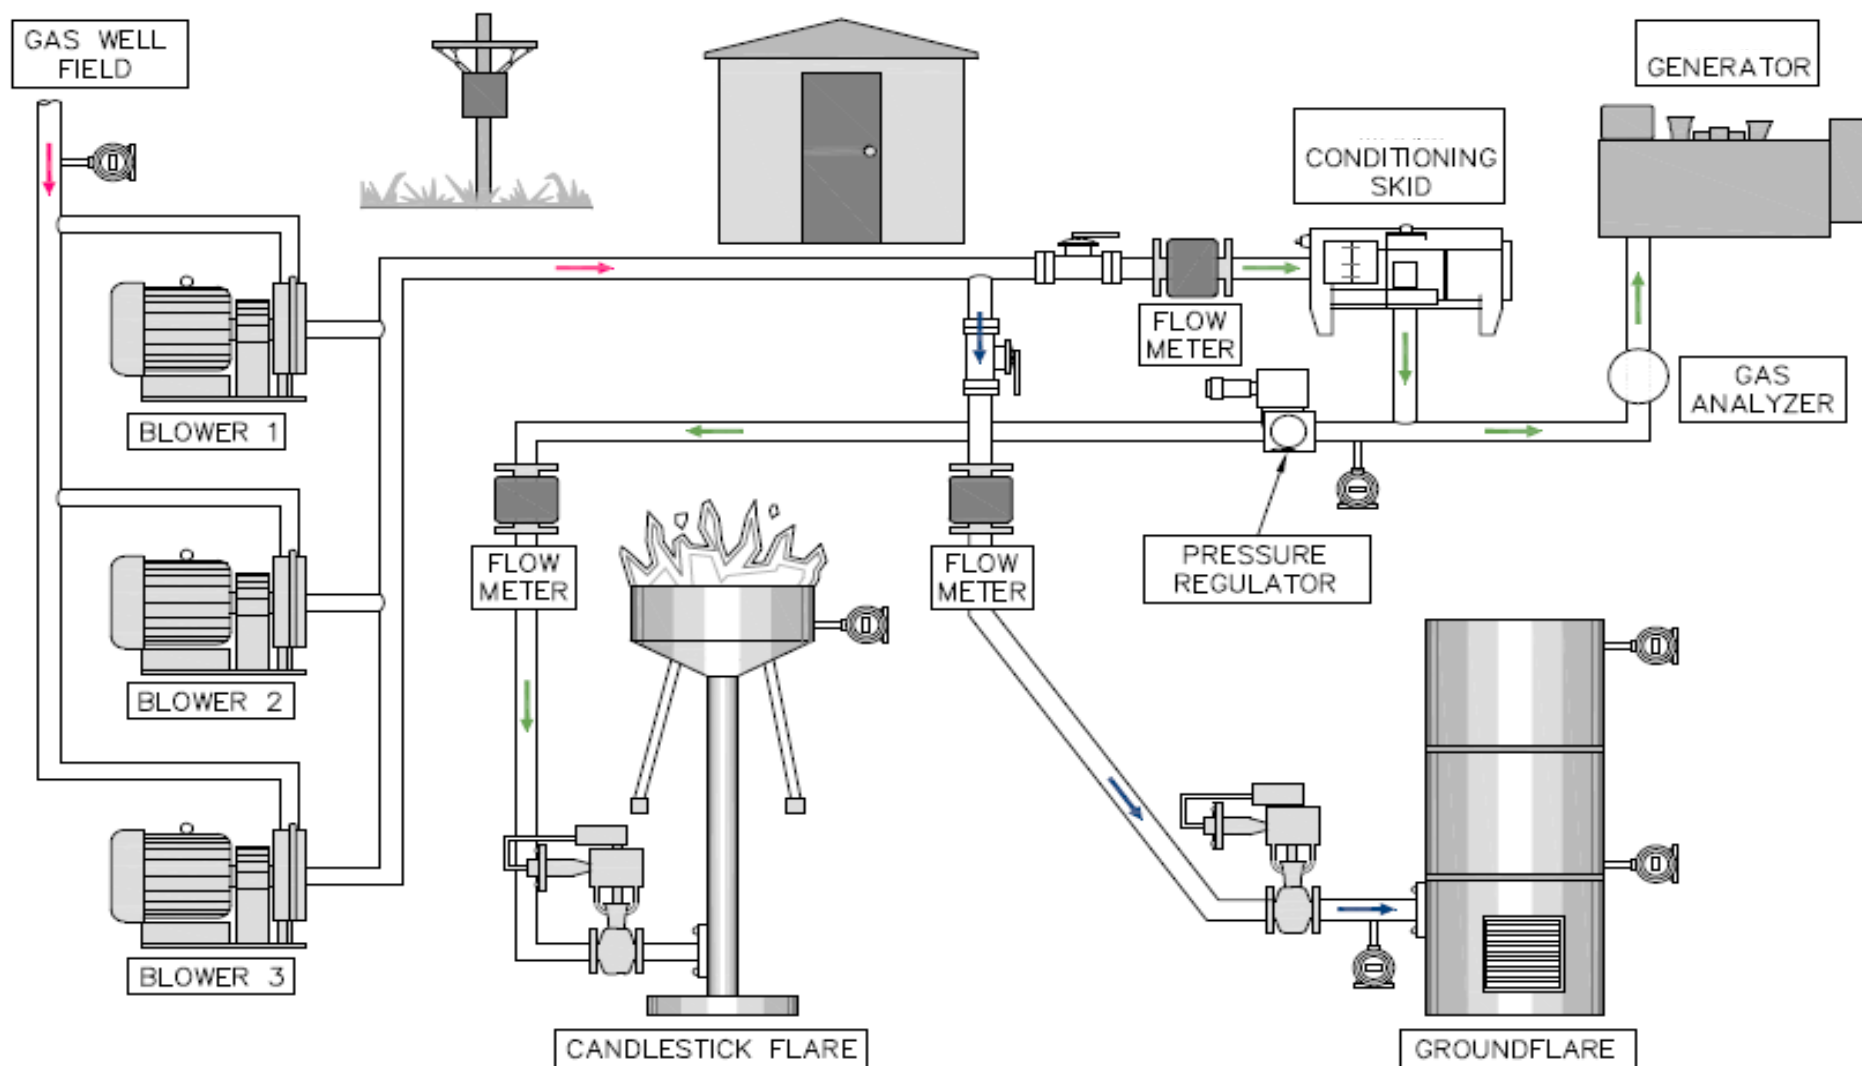 GAS WELL
FIELD
GENERATOR
CONDITIONING
SKID
FLOW
METER
GAS
ANALYZER
BLOWER 1
FLOW
METER
FLOW
METER
PRESSURE
REGULATOR
BLOWER 2
BLOWER 3
CANDLESTICK FLARE
GROUNDFLARE